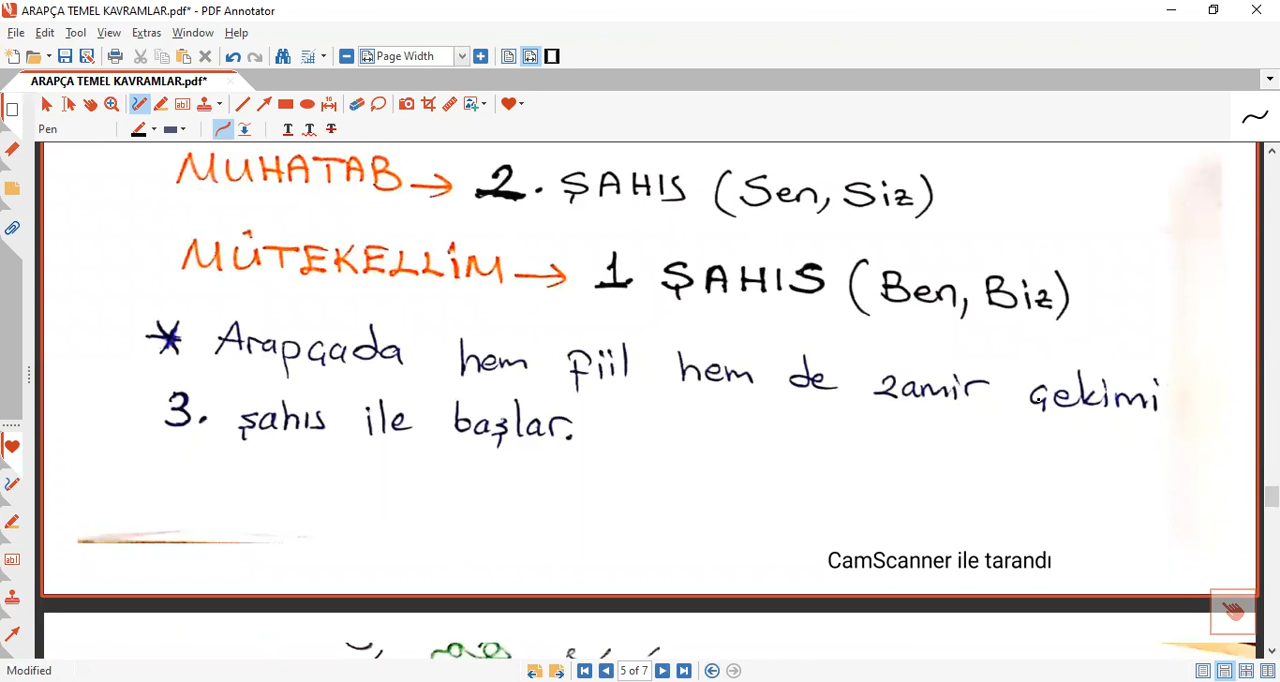 ARAPÇA TEMEL KAVRAMLAR.pdf* - PDF Annotator
File Edit Tool View Extras Window Help
Page Width
ARAPÇA TEMEL KAVRAMLAR.pdf*
Pen
MUHATAB → 2. ŞAHIS (Sen, Siz)
MÜTEKELLİM → 1. ŞAHIS (Ben, Biz)
* Arapçada hem fiil hem de zamir çekimi
3. şahıs ile başlar.
CamScanner ile tarandı
Modified
5 of 7